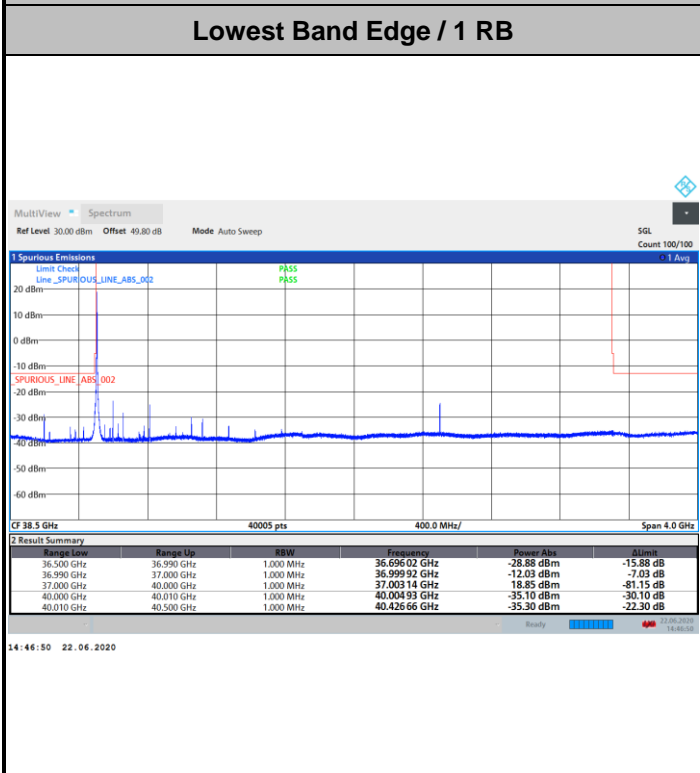 Lowest Band Edge / 1 RB
MultiView Spectrum
Ref Level 30.00 dBm Offset 49.80 dB Mode Auto Sweep SGL
Count 100/100
1 Spurious Emissions 1 Avg
Limit Check PASS
Line _SPURIOUS_LINE_ABS_002 PASS
20 dBm
10 dBm
0 dBm
-10 dBm
_SPURIOUS_LINE_ABS_002
-20 dBm
-30 dBm
-40 dBm
-50 dBm
-60 dBm
CF 38.5 GHz 40005 pts 400.0 MHz/ Span 4.0 GHz
2 Result Summary
Range Low Range Up RBW Frequency Power Abs ΔLimit
36.500 GHz 36.990 GHz 1.000 MHz 36.696 02 GHz -28.88 dBm -15.88 dB
36.990 GHz 37.000 GHz 1.000 MHz 36.999 92 GHz -12.03 dBm -7.03 dB
37.000 GHz 40.000 GHz 1.000 MHz 37.003 14 GHz 18.85 dBm -81.15 dB
40.000 GHz 40.010 GHz 1.000 MHz 40.004 93 GHz -35.10 dBm -30.10 dB
40.010 GHz 40.500 GHz 1.000 MHz 40.426 66 GHz -35.30 dBm -22.30 dB
Ready 22.06.2020
14:46:50
14:46:50 22.06.2020